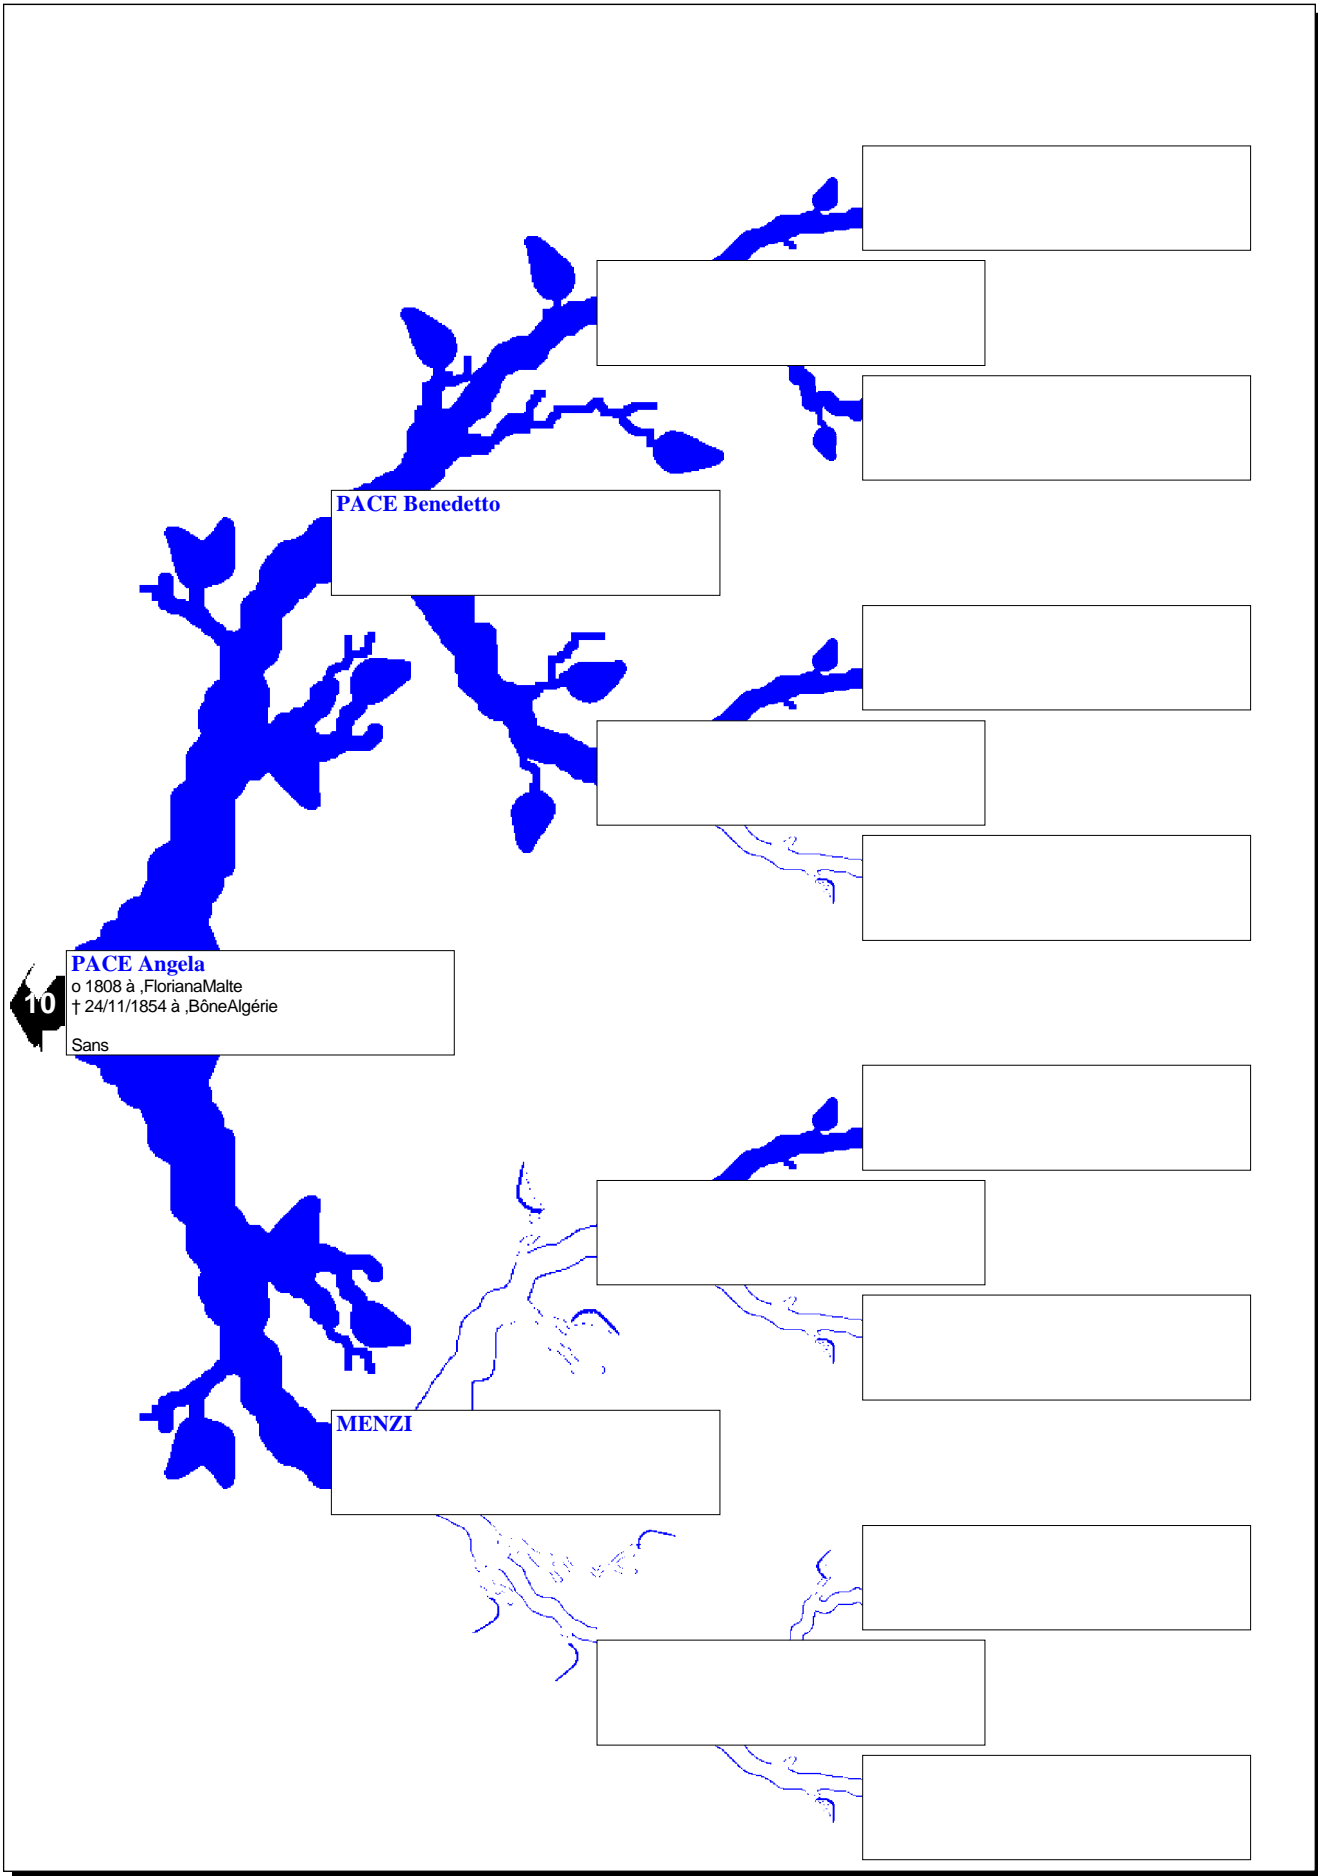 PACE Benedetto
PACE Angela
o 1808 à ,FlorianaMalte
† 24/11/1854 à ,BôneAlgérie
10
Sans
MENZI